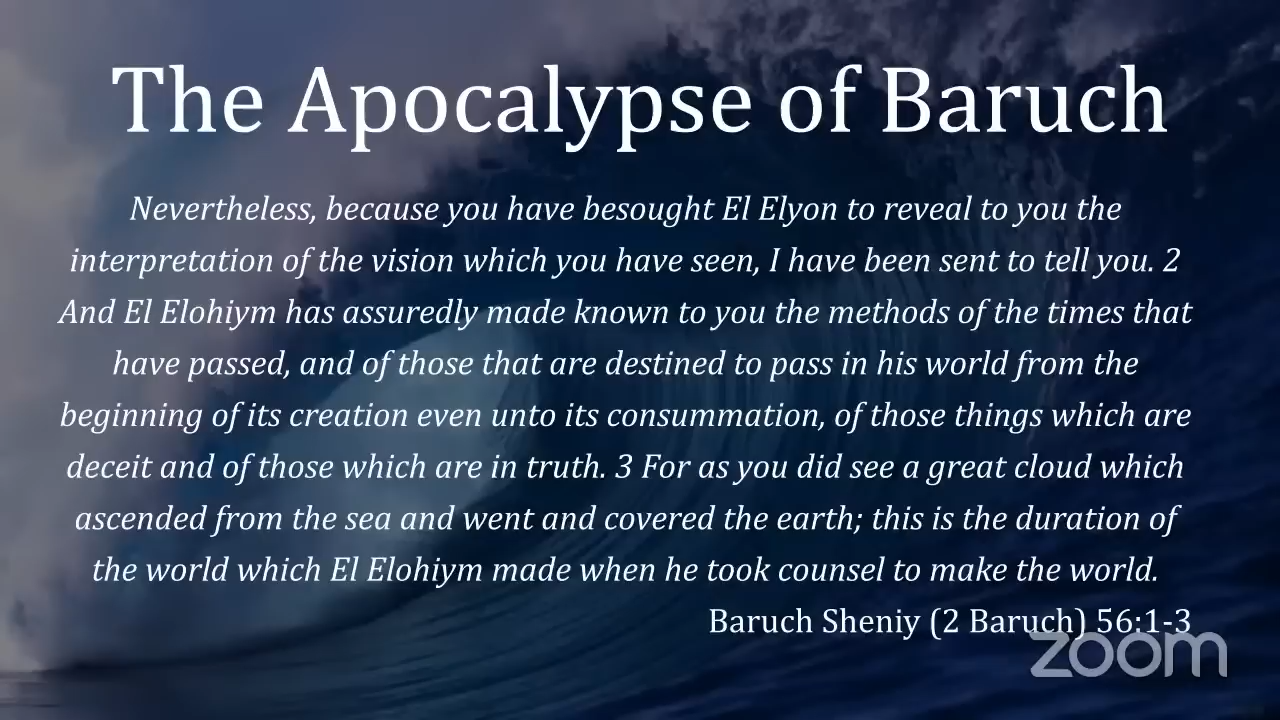 The Apocalypse of Baruch
Nevertheless, because you have besought El Elyon to reveal to you the
interpretation of the vision which you have seen, I have been sent to tell you. 2
And El Elohiym has assuredly made known to you the methods of the times that
have passed, and of those that are destined to pass in his world from the
beginning of its creation even unto its consummation, of those things which are
deceit and of those which are in truth. 3 For as you did see a great cloud which
ascended from the sea and went and covered the earth; this is the duration of
the world which El Elohiym made when he took counsel to make the world.
Baruch Sheniy (2 Baruch) 56:1-3
zoom